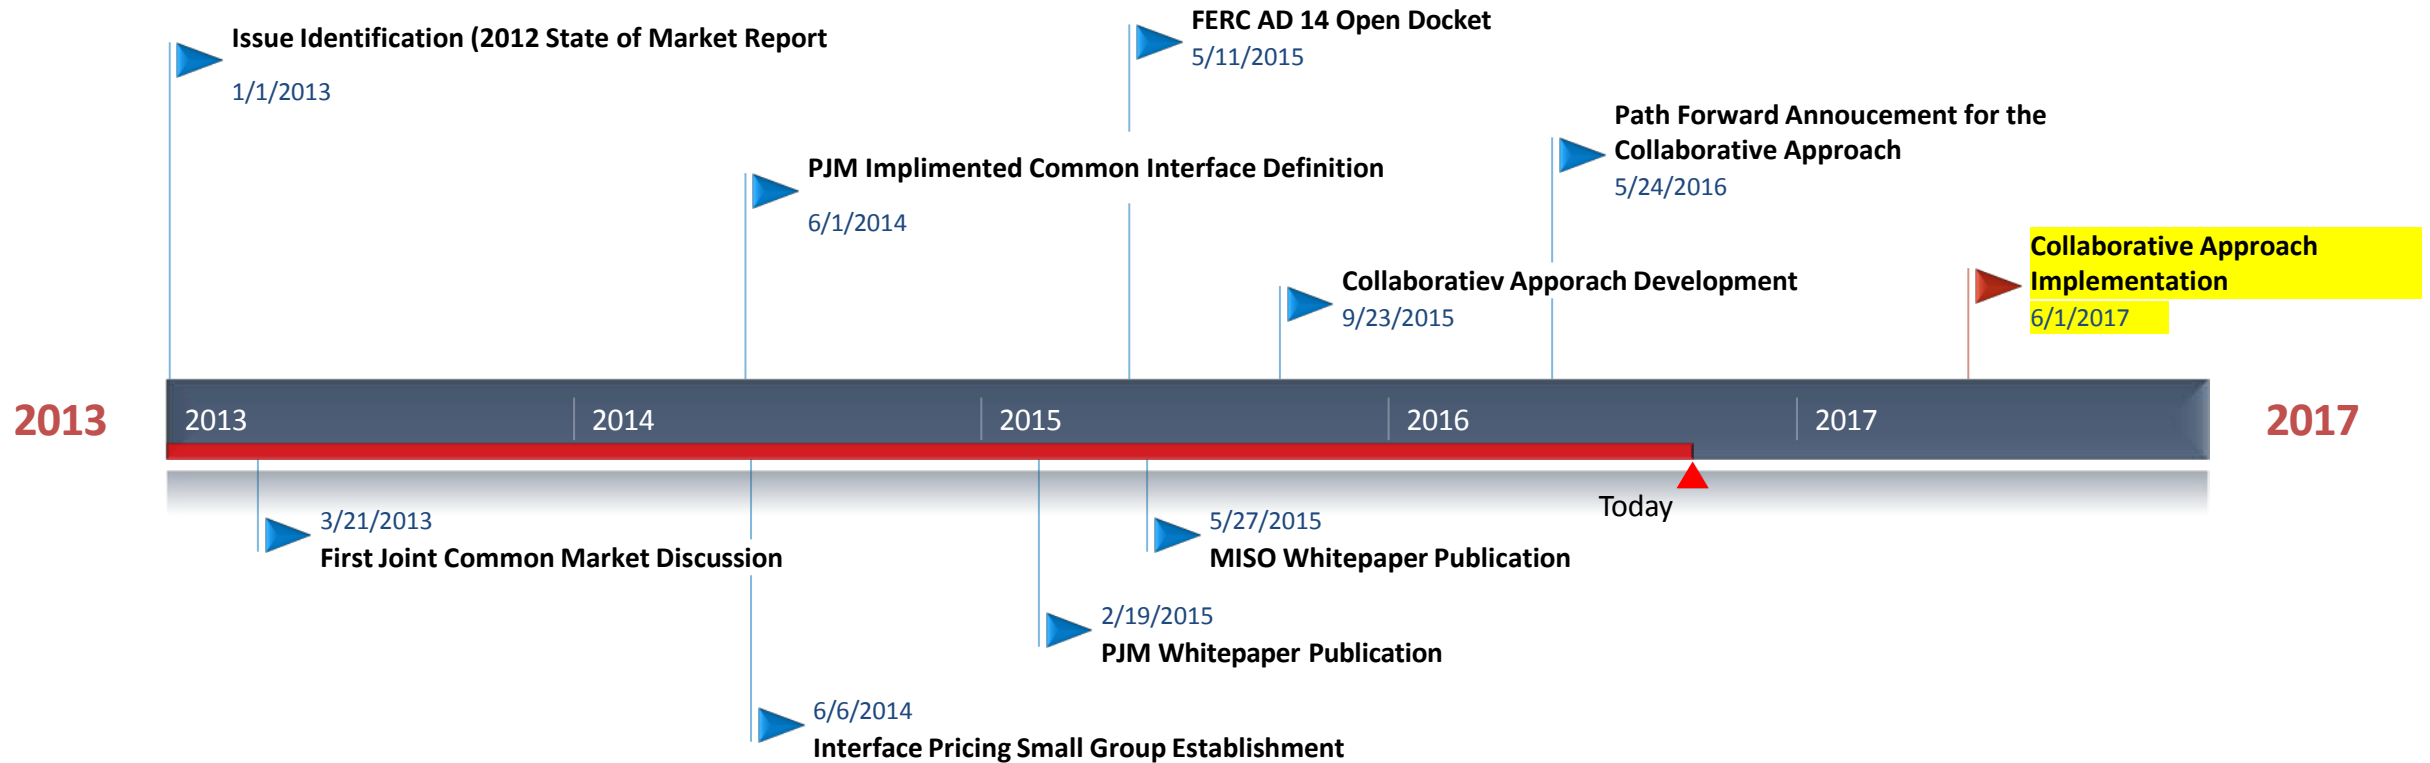 Issue Identification (2012 State of Market Report
1/1/2013
FERC AD 14 Open Docket
5/11/2015
Path Forward Annoucement for the
Collaborative Approach
5/24/2016
PJM Implimented Common Interface Definition
6/1/2014
Collaborative Approach
Implementation
6/1/2017
Collaboratiev Apporach Development
9/23/2015
2013
2013
2014
2015
2016
2017
2017
Today
3/21/2013
First Joint Common Market Discussion
5/27/2015
MISO Whitepaper Publication
2/19/2015
PJM Whitepaper Publication
6/6/2014
Interface Pricing Small Group Establishment